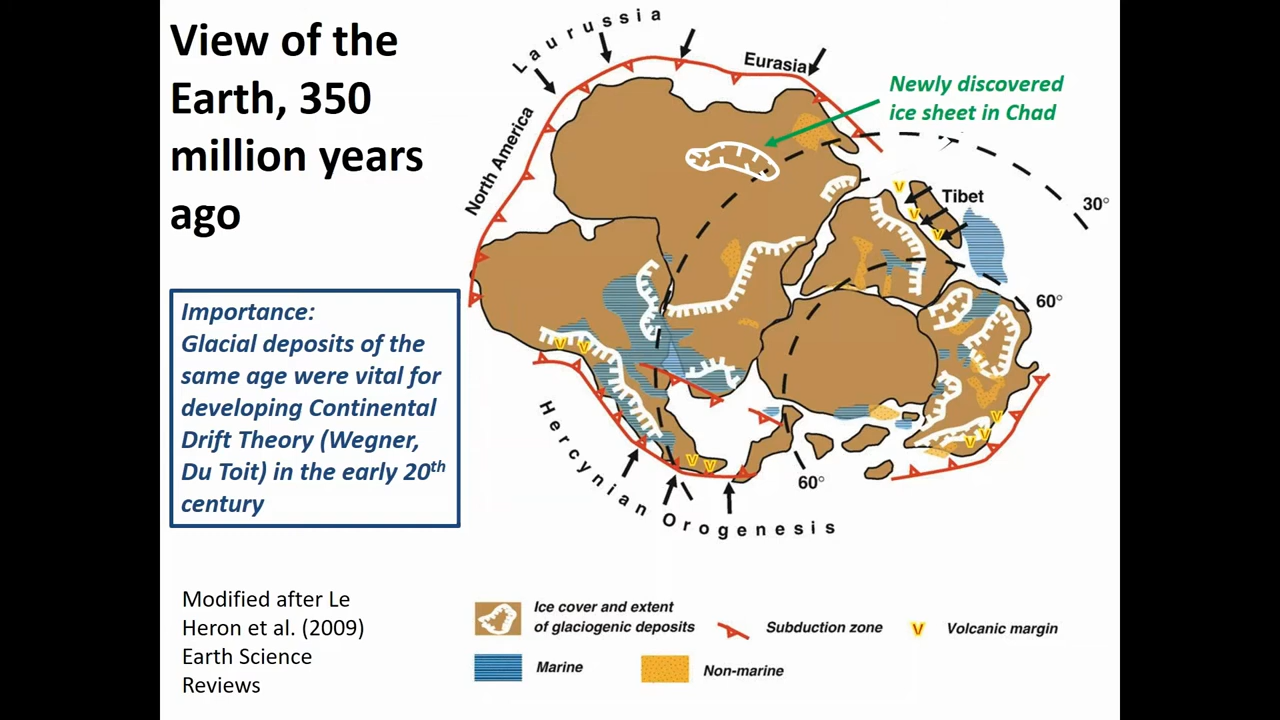 View of the
Earth, 350
million years
ago
Importance:
Glacial deposits of the
same age were vital for
developing Continental
Drift Theory (Wegner,
Du Toit) in the early 20th
century
Modified after Le
Heron et al. (2009)
Earth Science
Reviews
Laurussia
Eurasia
North America
Newly discovered
ice sheet in Chad
Tibet
30°
60°
60°
Hercynian Orogenesis
V
V
V
V
V
V
V
V
V
V
Ice cover and extent
of glaciogenic deposits
Subduction zone
V
Volcanic margin
Marine
Non-marine